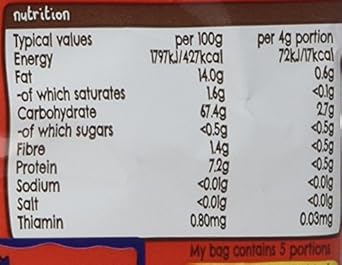 nutrition
Typical values per 100g per 4g portion
Energy 1797kJ/427kcal 72kJ/17kcal
Fat 14.0g 0.6g
-of which saturates 1.6g <0.1g
Carbohydrate 67.4g 2.7g
-of which sugars <0.5g <0.5g
Fibre 1.4g <0.5g
Protein 7.2g <0.5g
Sodium <0.01g <0.01g
Salt <0.01g <0.01g
Thiamin 0.80mg 0.03mg
My bag contains 5 portions